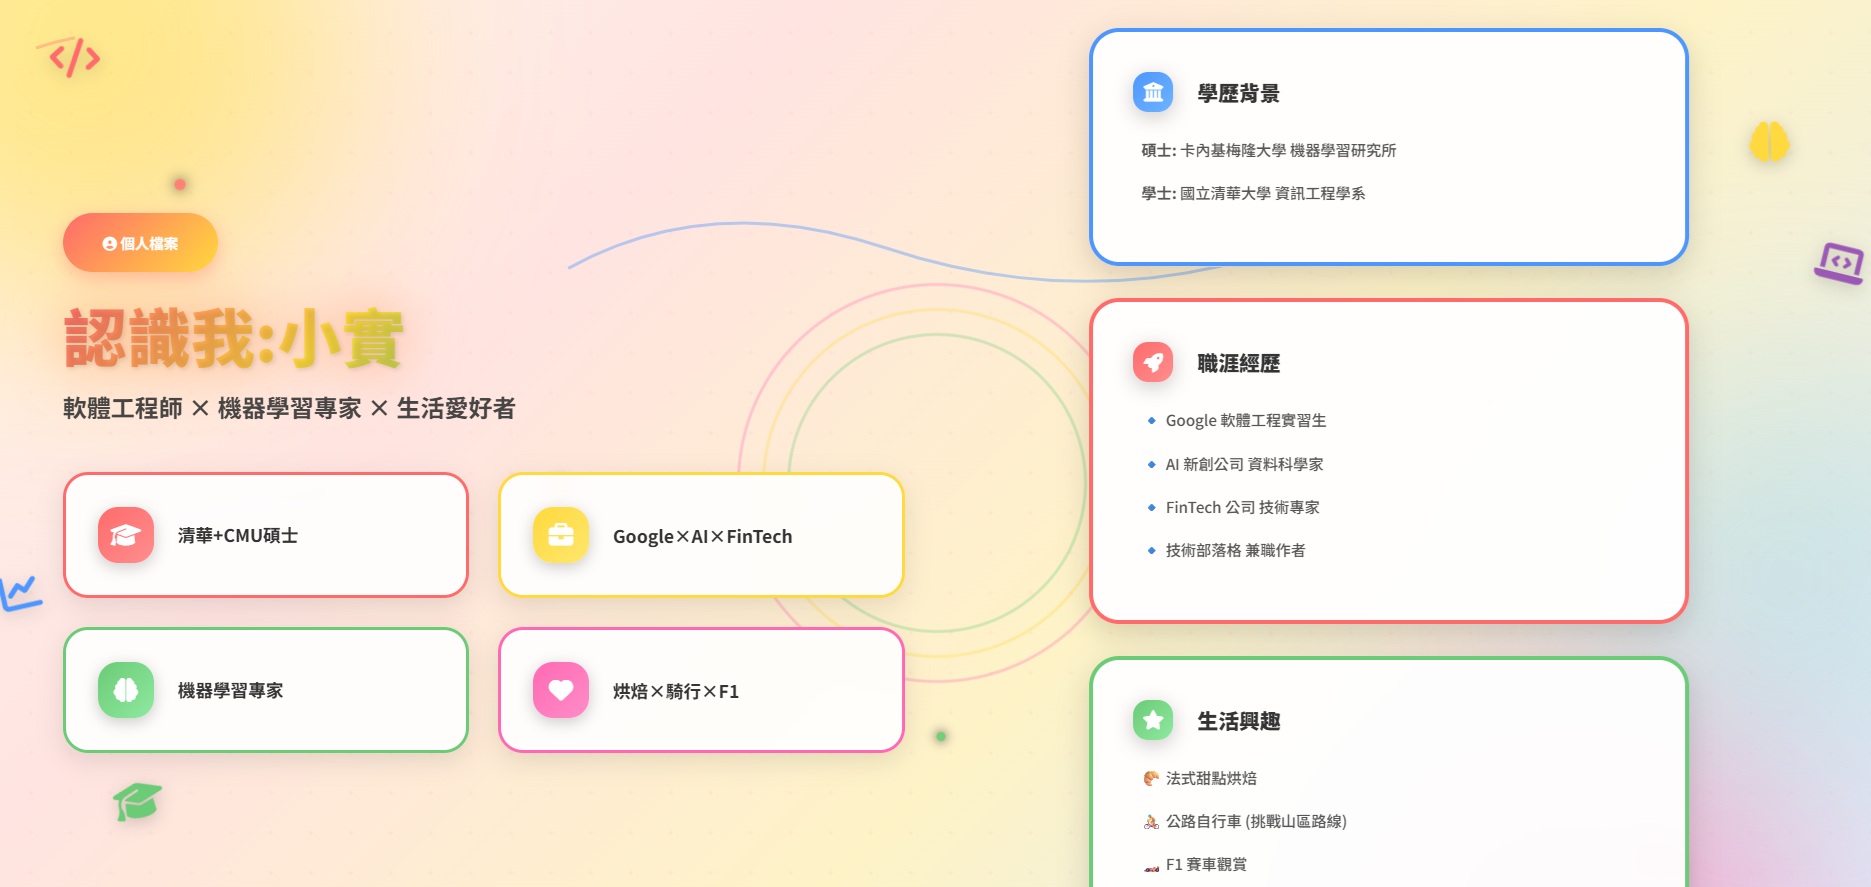 個人檔案
認識我:小實
軟體工程師 × 機器學習專家 × 生活愛好者
清華+CMU碩士
Google×AI×FinTech
機器學習專家
烘焙×騎行×F1
學歷背景
碩士: 卡內基梅隆大學 機器學習研究所
學士: 國立清華大學 資訊工程學系
職涯經歷
Google 軟體工程實習生
AI 新創公司 資料科學家
FinTech 公司 技術專家
技術部落格 兼職作者
生活興趣
法式甜點烘焙
公路自行車 (挑戰山區路線)
F1 賽車觀賞